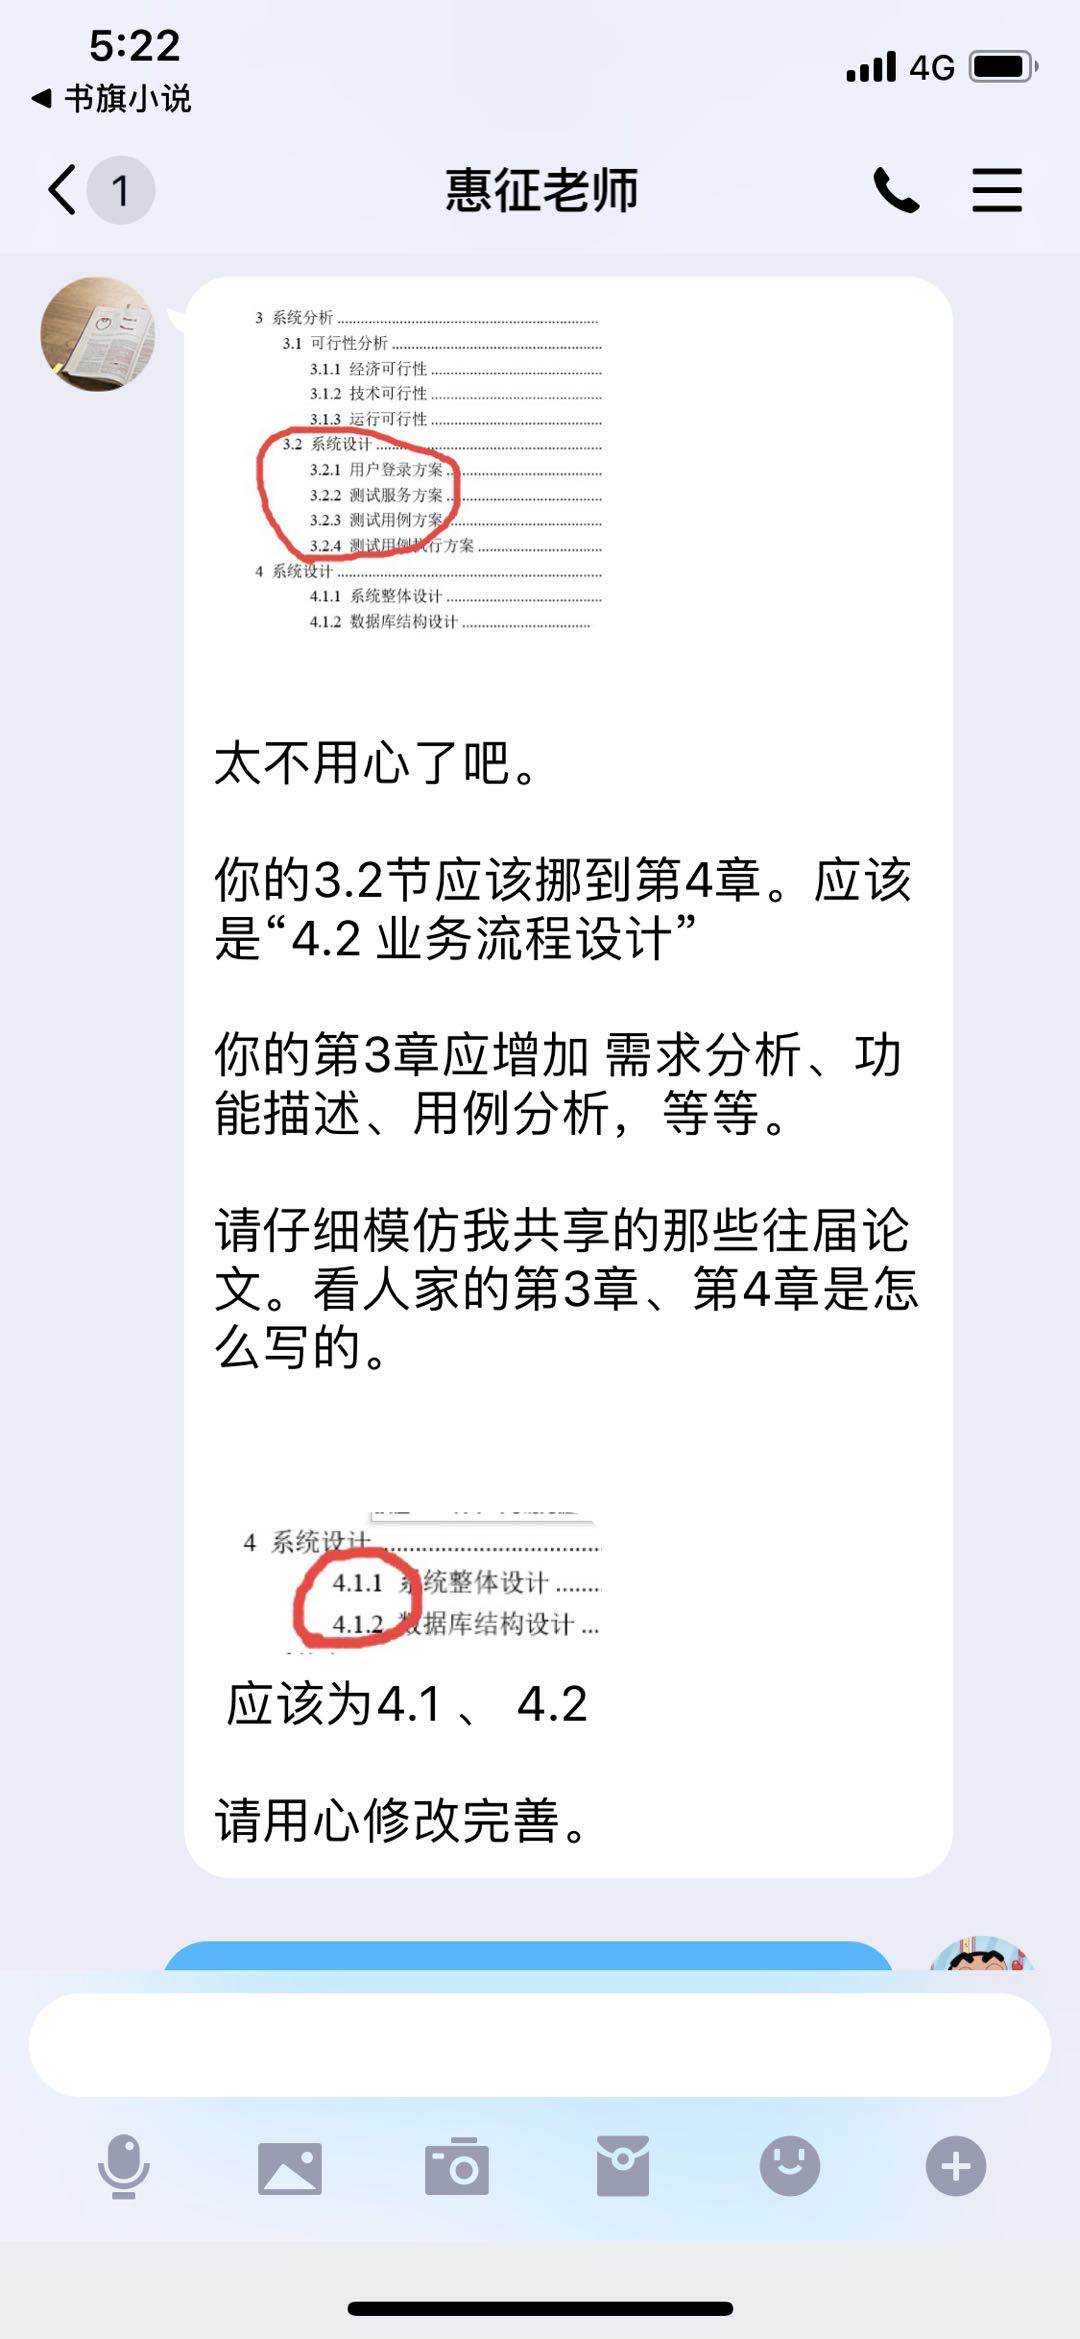 5:22
4G
书旗小说
1
惠征老师
3 系统分析
3.1 可行性分析
3.1.1 经济可行性
3.1.2 技术可行性
3.1.3 运行可行性
3.2 系统设计
3.2.1 用户登录方案
3.2.2 测试服务方案
3.2.3 测试用例方案
3.2.4 测试用例执行方案
4 系统设计
4.1.1 系统整体设计
4.1.2 数据库结构设计
太不用心了吧。
你的3.2节应该挪到第4章。应该
是“4.2 业务流程设计”
你的第3章应增加 需求分析、功
能描述、用例分析，等等。
请仔细模仿我共享的那些往届论
文。看人家的第3章、第4章是怎
么写的。
4 系统设计
4.1.1 系统整体设计
4.1.2 数据库结构设计
应该为4.1 、 4.2
请用心修改完善。